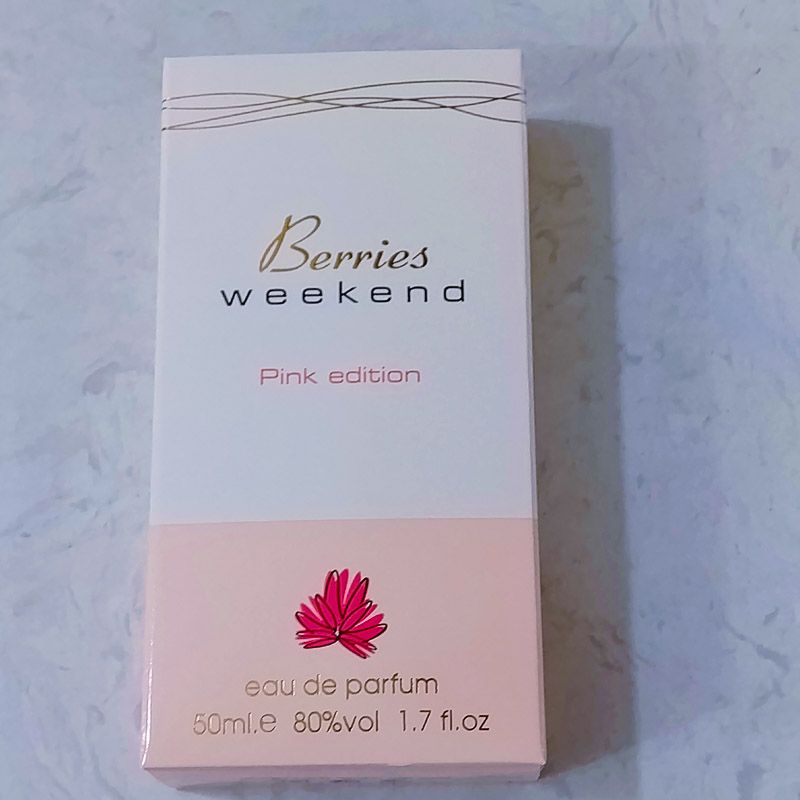 Berries
weekend
Pink edition
eau de parfum
50ml.e 80%vol 1.7 fl.oz